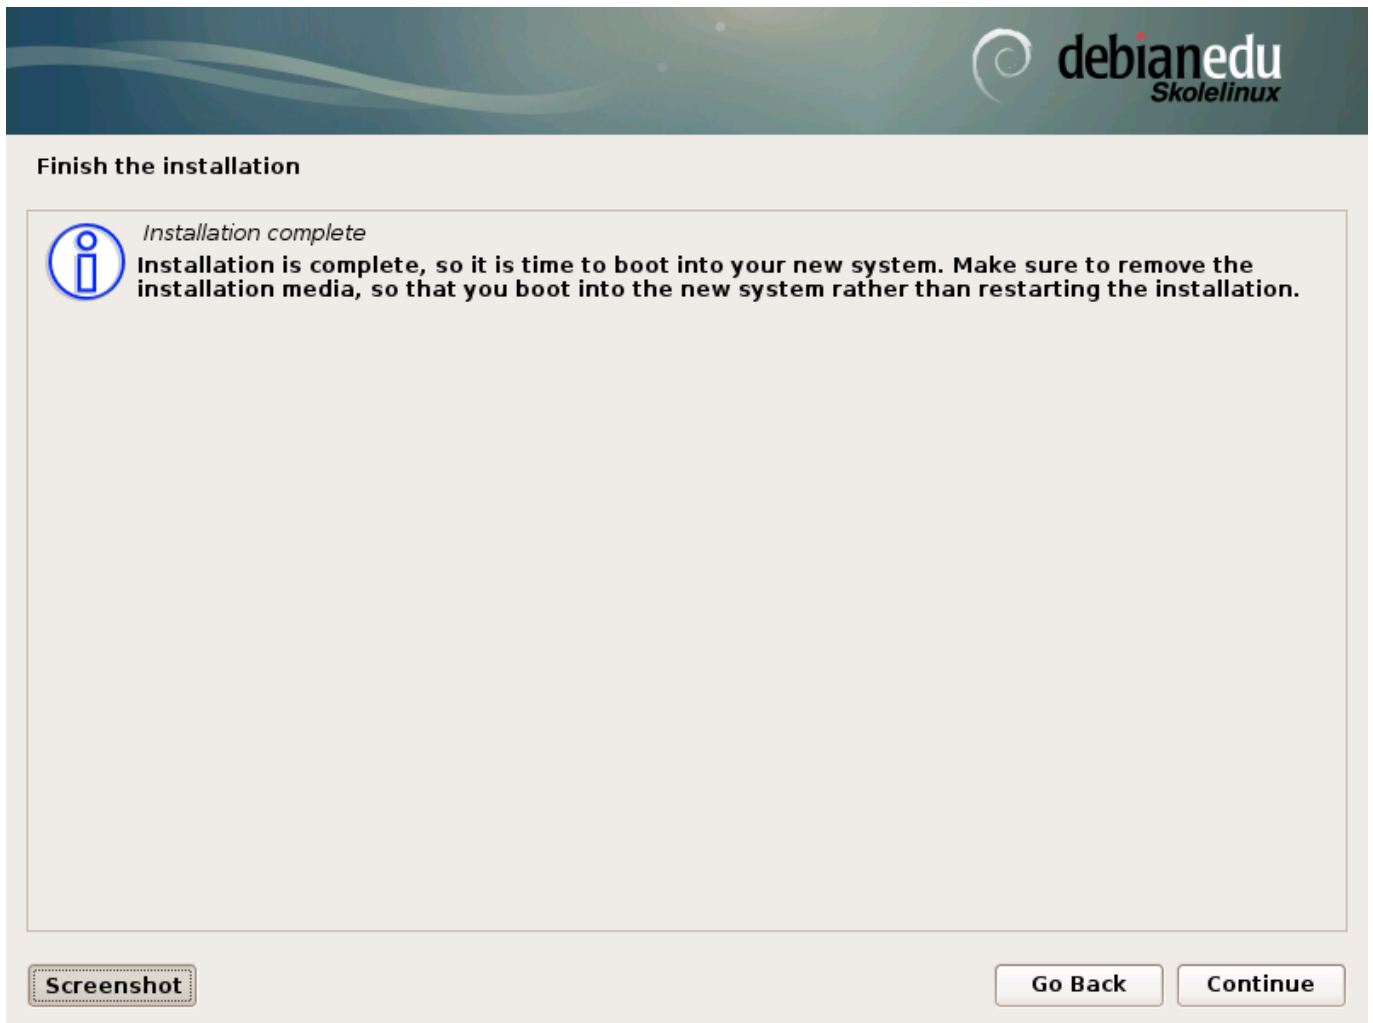 debianedu
Skolelinux
Finish the installation
Installation complete
Installation is complete, so it is time to boot into your new system. Make sure to remove the
installation media, so that you boot into the new system rather than restarting the installation.
Screenshot
Go Back
Continue